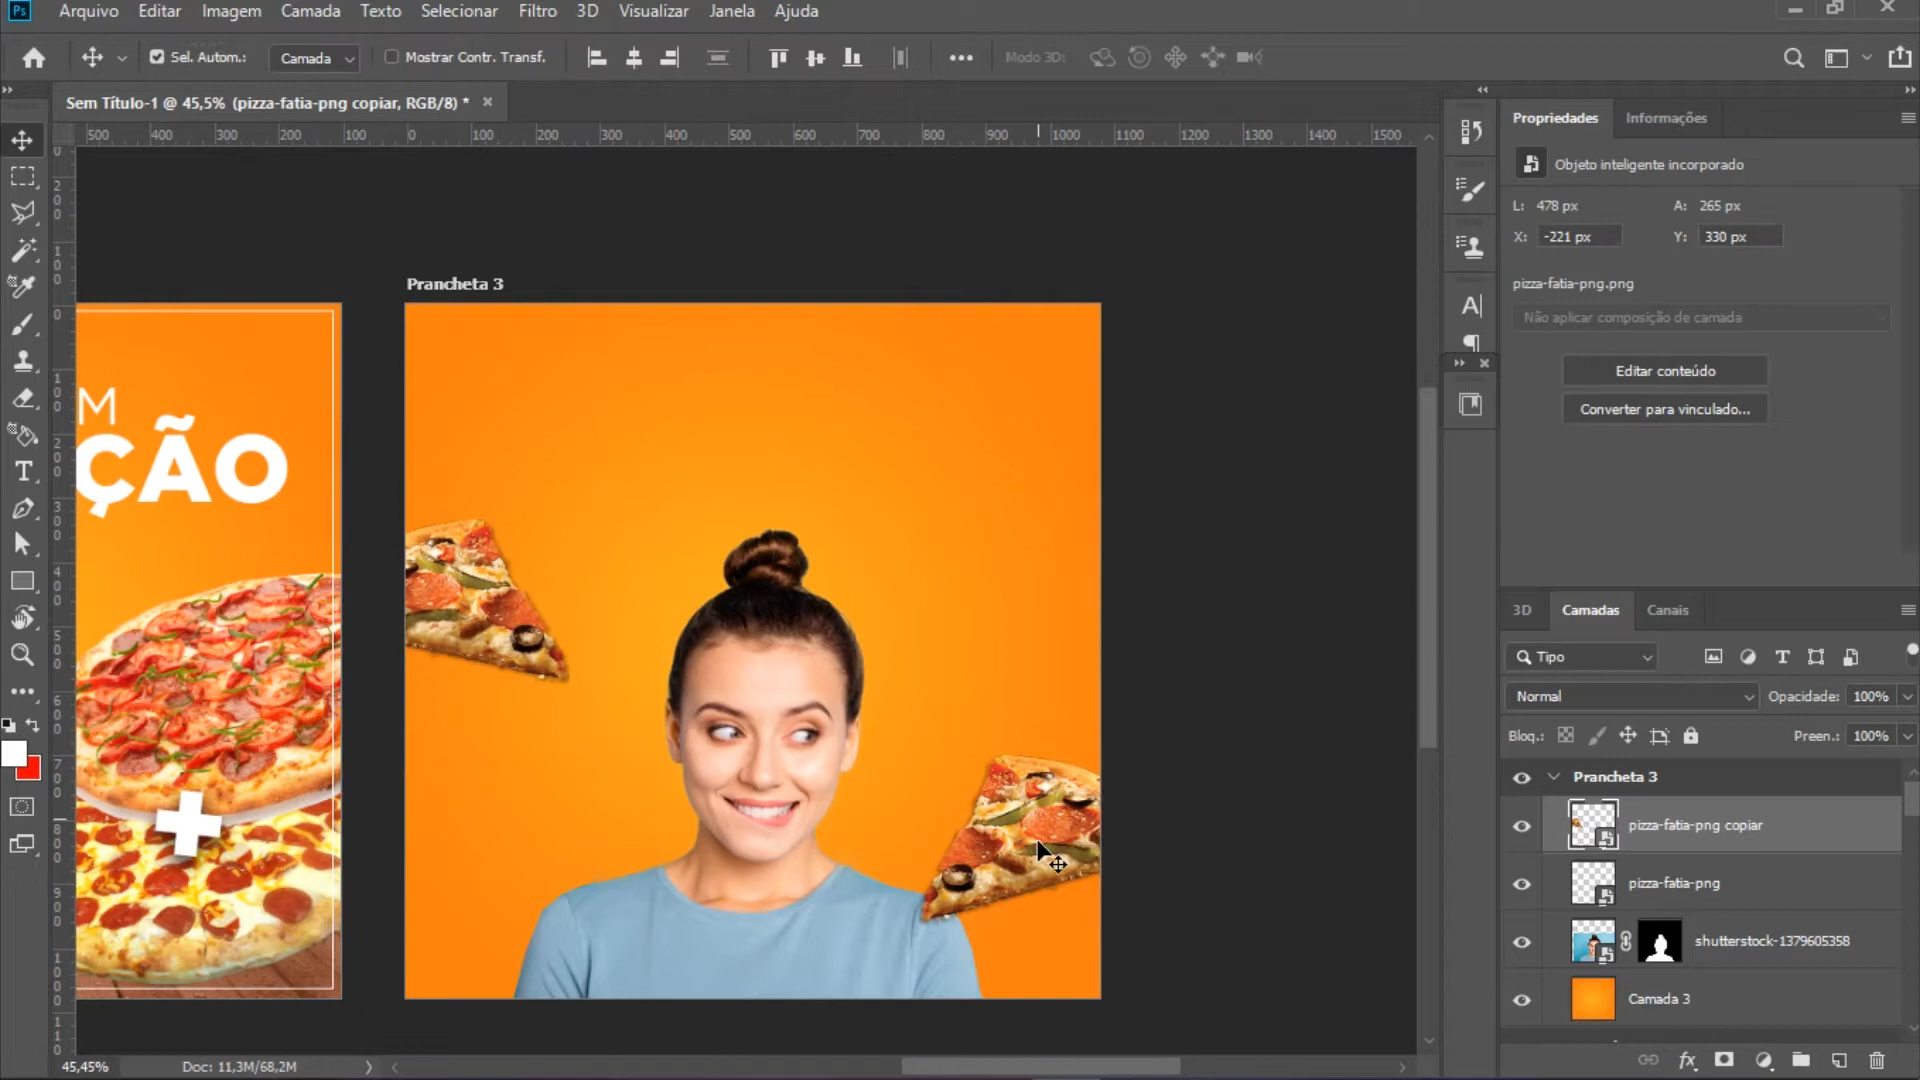 Ps Arquivo Editar Imagem Camada Texto Selecionar Filtro 3D Visualizar Janela Ajuda
Sel. Autom.: Camada Mostrar Contr. Transf. Modo 3D:
Sem Título-1 @ 45,5% (pizza-fatia-png copiar, RGB/8) *
500 400 300 200 100 0 100 200 300 400 500 600 700 800 900 1000 1100 1200 1300 1400 1500
Prancheta 3
M
ÇÃO
Propriedades Informações
Objeto inteligente incorporado
L: 478 px A: 265 px
X: -221 px Y: 330 px
pizza-fatia-png.png
Não aplicar composição de camada
Editar conteúdo
Converter para vinculado...
3D Camadas Canais
Tipo
Normal Opacidade: 100%
Bloq.: Preen.: 100%
Prancheta 3
pizza-fatia-png copiar
pizza-fatia-png
shutterstock-1379605358
Camada 3
45,45% Doc: 11,3M/68,2M